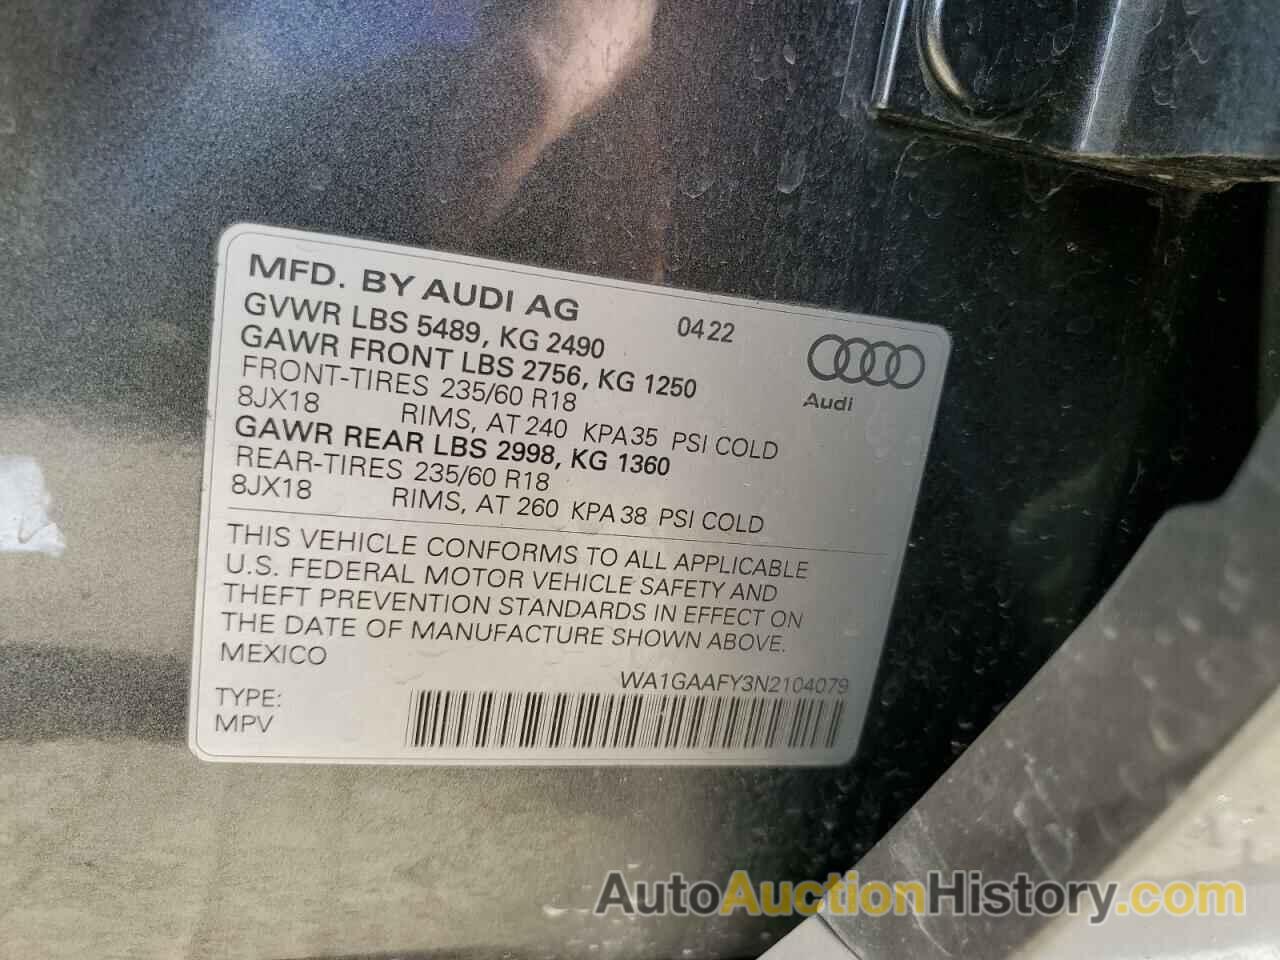 MFD. BY AUDI AG 0422
GVWR LBS 5489, KG 2490
GAWR FRONT LBS 2756, KG 1250
FRONT-TIRES 235/60 R18
8JX18 RIMS, AT 240 KPA35 PSI COLD
GAWR REAR LBS 2998, KG 1360
REAR-TIRES 235/60 R18
8JX18 RIMS, AT 260 KPA38 PSI COLD
Audi
THIS VEHICLE CONFORMS TO ALL APPLICABLE
U.S. FEDERAL MOTOR VEHICLE SAFETY AND
THEFT PREVENTION STANDARDS IN EFFECT ON
THE DATE OF MANUFACTURE SHOWN ABOVE.
MEXICO
WA1GAAFY3N2104079
TYPE:
MPV
AutoAuctionHistory.com